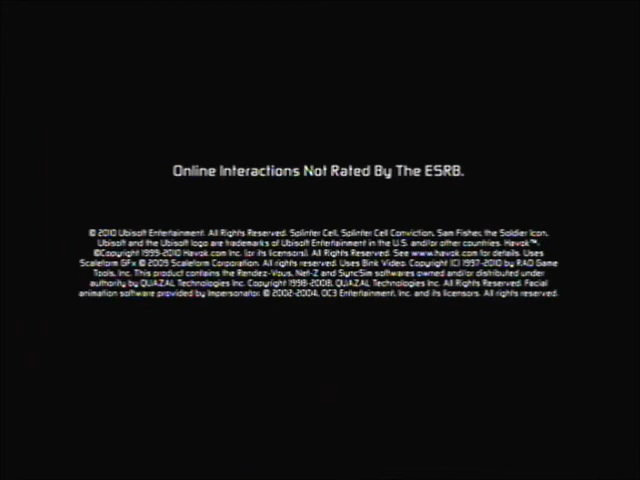 Online Interactions Not Rated By The ESRB.
© 2010 Ubisoft Entertainment. All Rights Reserved. Splinter Cell, Splinter Cell Conviction, Sam Fisher, the Soldier Icon,
Ubisoft and the Ubisoft logo are trademarks of Ubisoft Entertainment in the U.S. and/or other countries. Havok™.
©Copyright 1999-2010 Havok.com Inc. (or its licensors). All Rights Reserved. See www.havok.com for details. Uses
Scaleform GFx © 2009 Scaleform Corporation. All rights reserved. Uses Bink Video. Copyright (C) 1997-2010 by RAD Game
Tools, Inc. This product contains the Rendez-Vous, Net-Z and SyncSim softwares owned and/or distributed under
authority by QUAZAL Technologies Inc. Copyright 1998-2008, QUAZAL Technologies Inc. All Rights Reserved. Facial
animation software provided by Impersonator. © 2002-2004, OC3 Entertainment, Inc. and its licensors. All rights reserved.